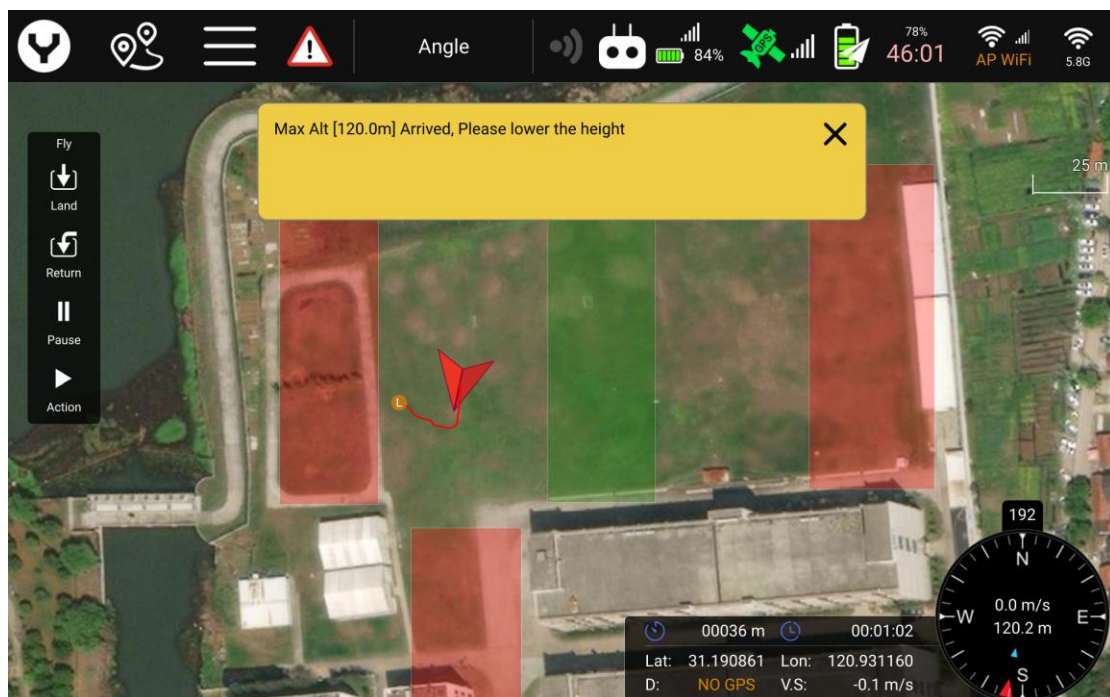 Angle
GPS
84%
78%
46:01
AP WiFi
5.8G
Max Alt [120.0m] Arrived, Please lower the height
Fly
Land
Return
Pause
Action
25 m
L
192
N
W
E
S
0.0 m/s
120.2 m
00036 m 00:01:02
Lat: 31.190861 Lon: 120.931160
D: NO GPS V.S: -0.1 m/s